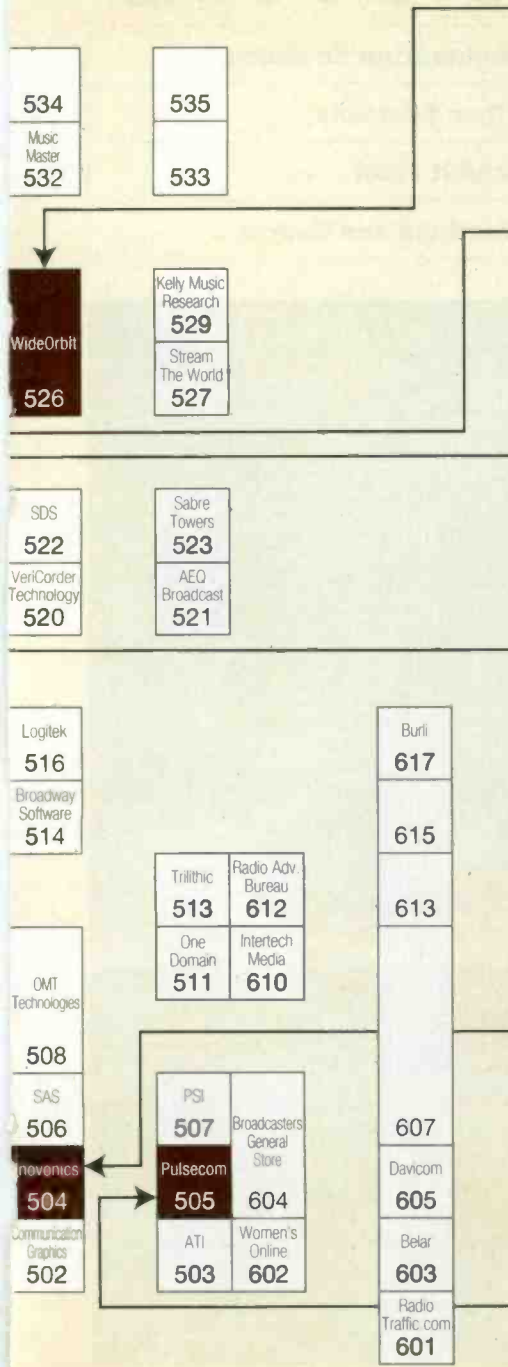 534
Music
Master
532
535
533
WideOrbit
526
Kelly Music
Research
529
Stream
The World
527
SDS
522
VeriCorder
Technology
520
Sabre
Towers
523
AEQ
Broadcast
521
Logitek
516
Broadway
Software
514
Burli
617
615
613
607
Trilithic
513
Radio Adv.
Bureau
612
One
Domain
511
Intertech
Media
610
OMT
Technologies
508
SAS
506
novonics
504
Communication
Graphics
502
PSI
507
Broadcasters
General
Store
604
Pulsecom
505
ATI
503
Women's
Online
602
Davicom
605
Belar
603
Radio
Traffic.com
601